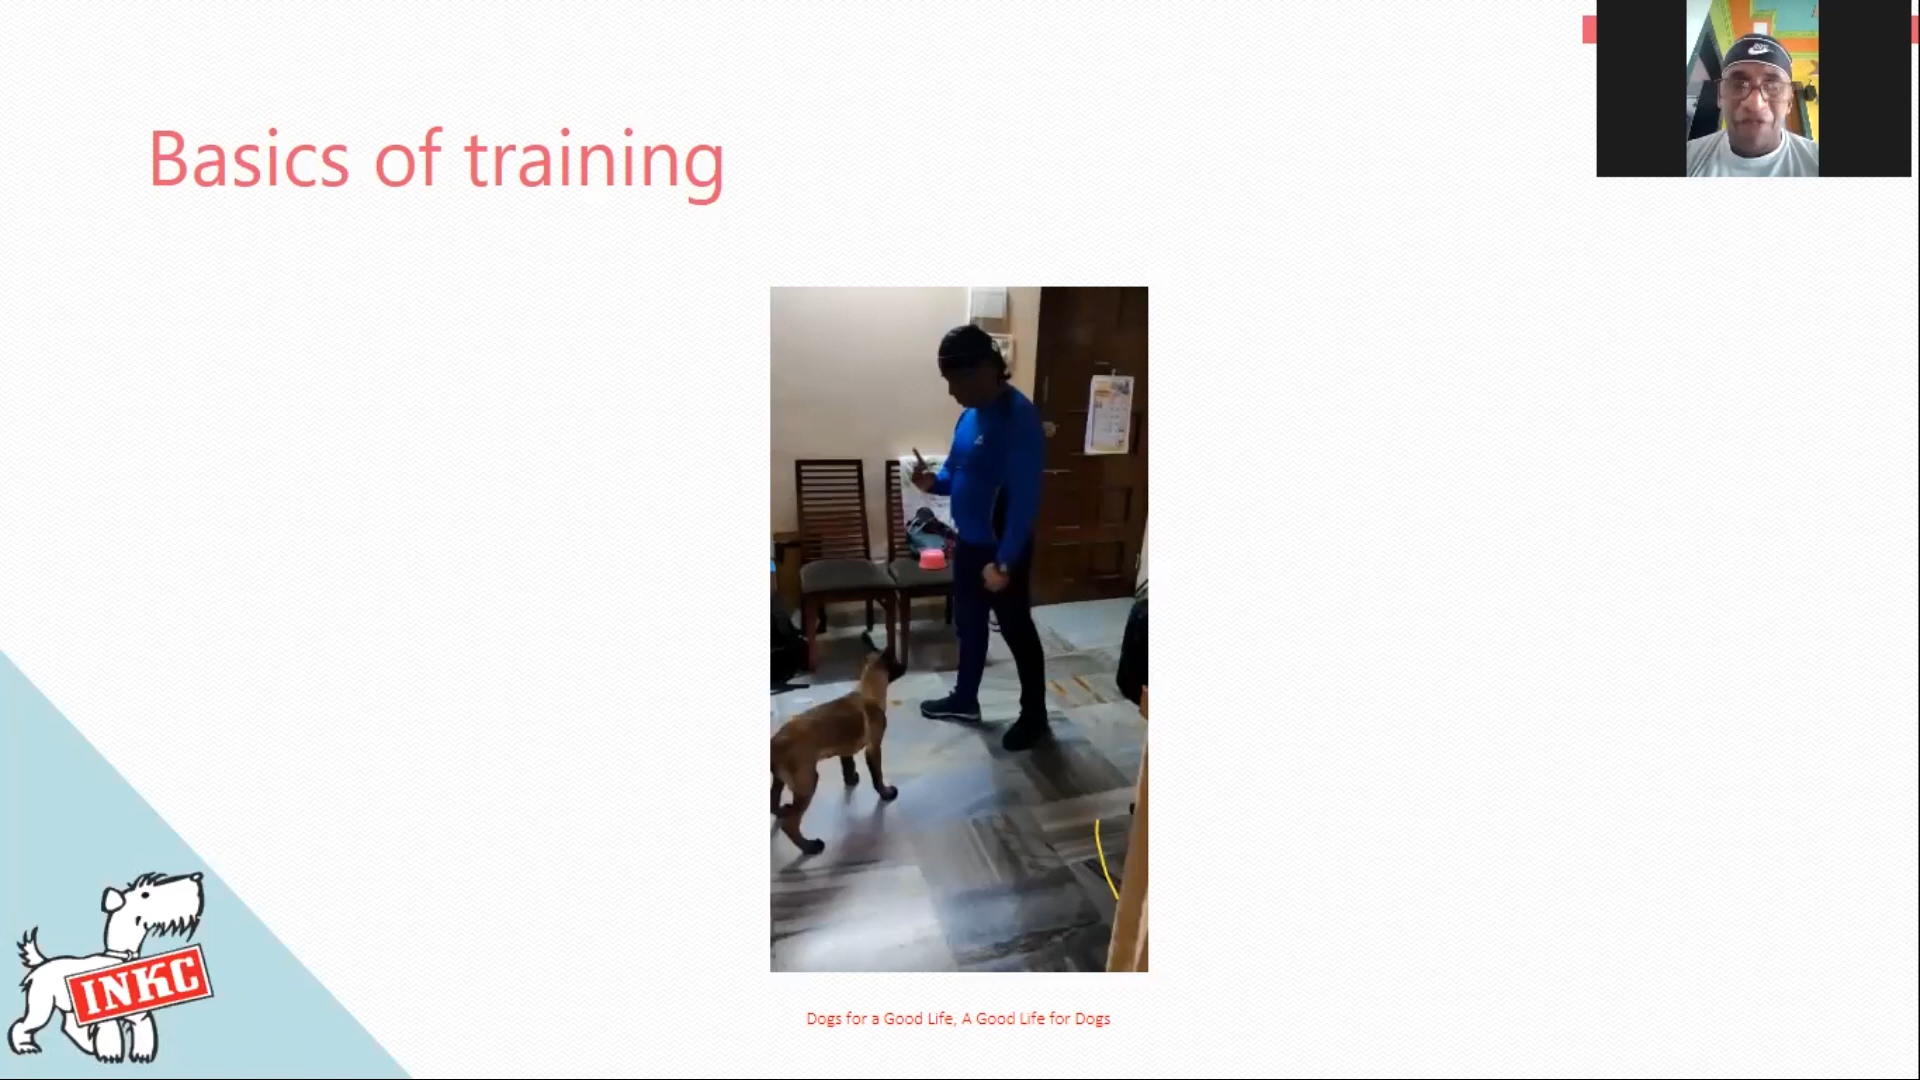 Basics of training
INKC
Dogs for a Good Life, A Good Life for Dogs